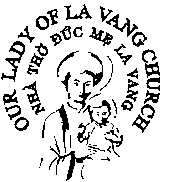 OUR LADY OF LA VANG CHURCH
NHÀ THỜ ĐỨC MẸ LA VANG